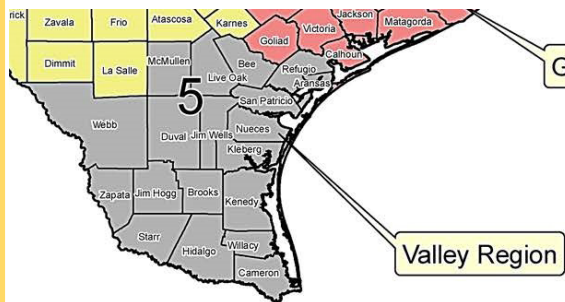 rick
Zavala
Frio
Atascosa
Karnes
Goliad
Victoria
Jackson
Matagorda
Calhoun
Dimmit
La Salle
McMullen
Live Oak
Bee
Refugio
Aransas
San Patricio
5
Webb
Duval
Jim Wells
Nueces
Kleberg
Zapata
Jim Hogg
Brooks
Kenedy
Starr
Hidalgo
Willacy
Cameron
G
Valley Region